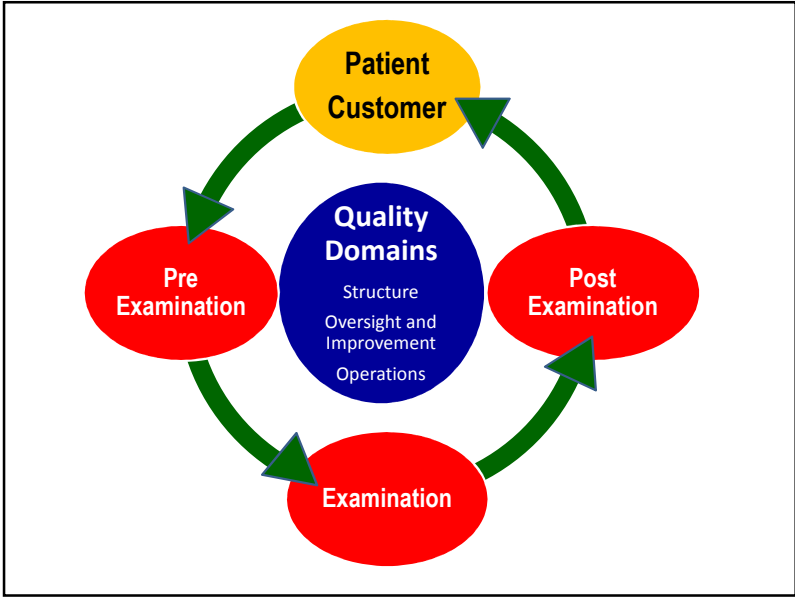 Patient
Customer
Quality
Domains
Structure
Oversight and
Improvement
Operations
Pre
Examination
Post
Examination
Examination